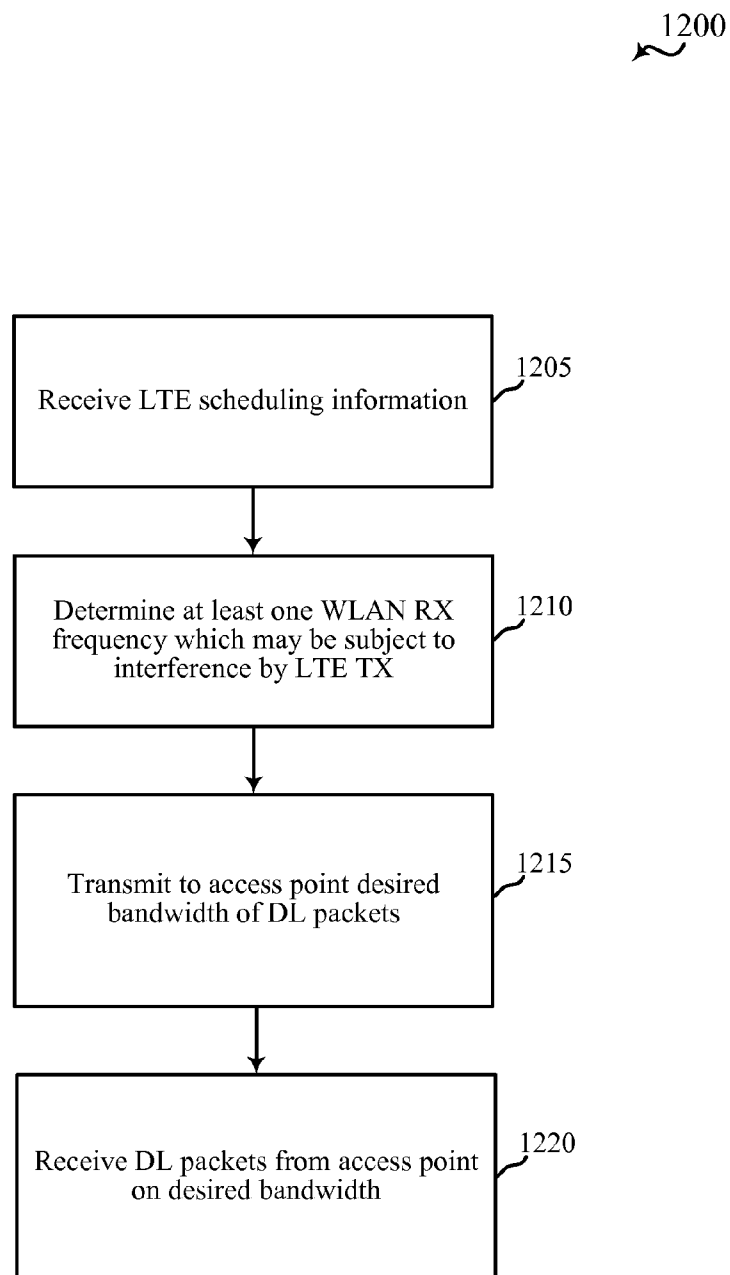 1200
Receive LTE scheduling information
1205
Determine at least one WLAN RX
frequency which may be subject to
interference by LTE TX
1210
Transmit to access point desired
bandwidth of DL packets
1215
Receive DL packets from access point
on desired bandwidth
1220